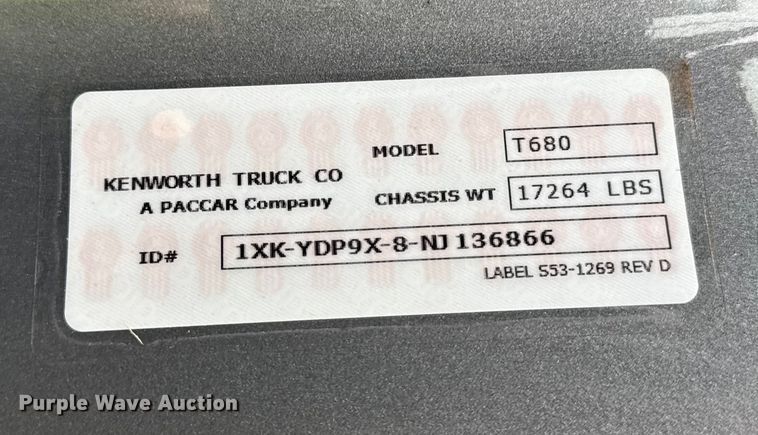 MODEL T680
KENWORTH TRUCK CO
A PACCAR Company
CHASSIS WT 17264 LBS
ID# 1XK-YDP9X-8-NJ136866
LABEL S53-1269 REV D
Purple Wave Auction